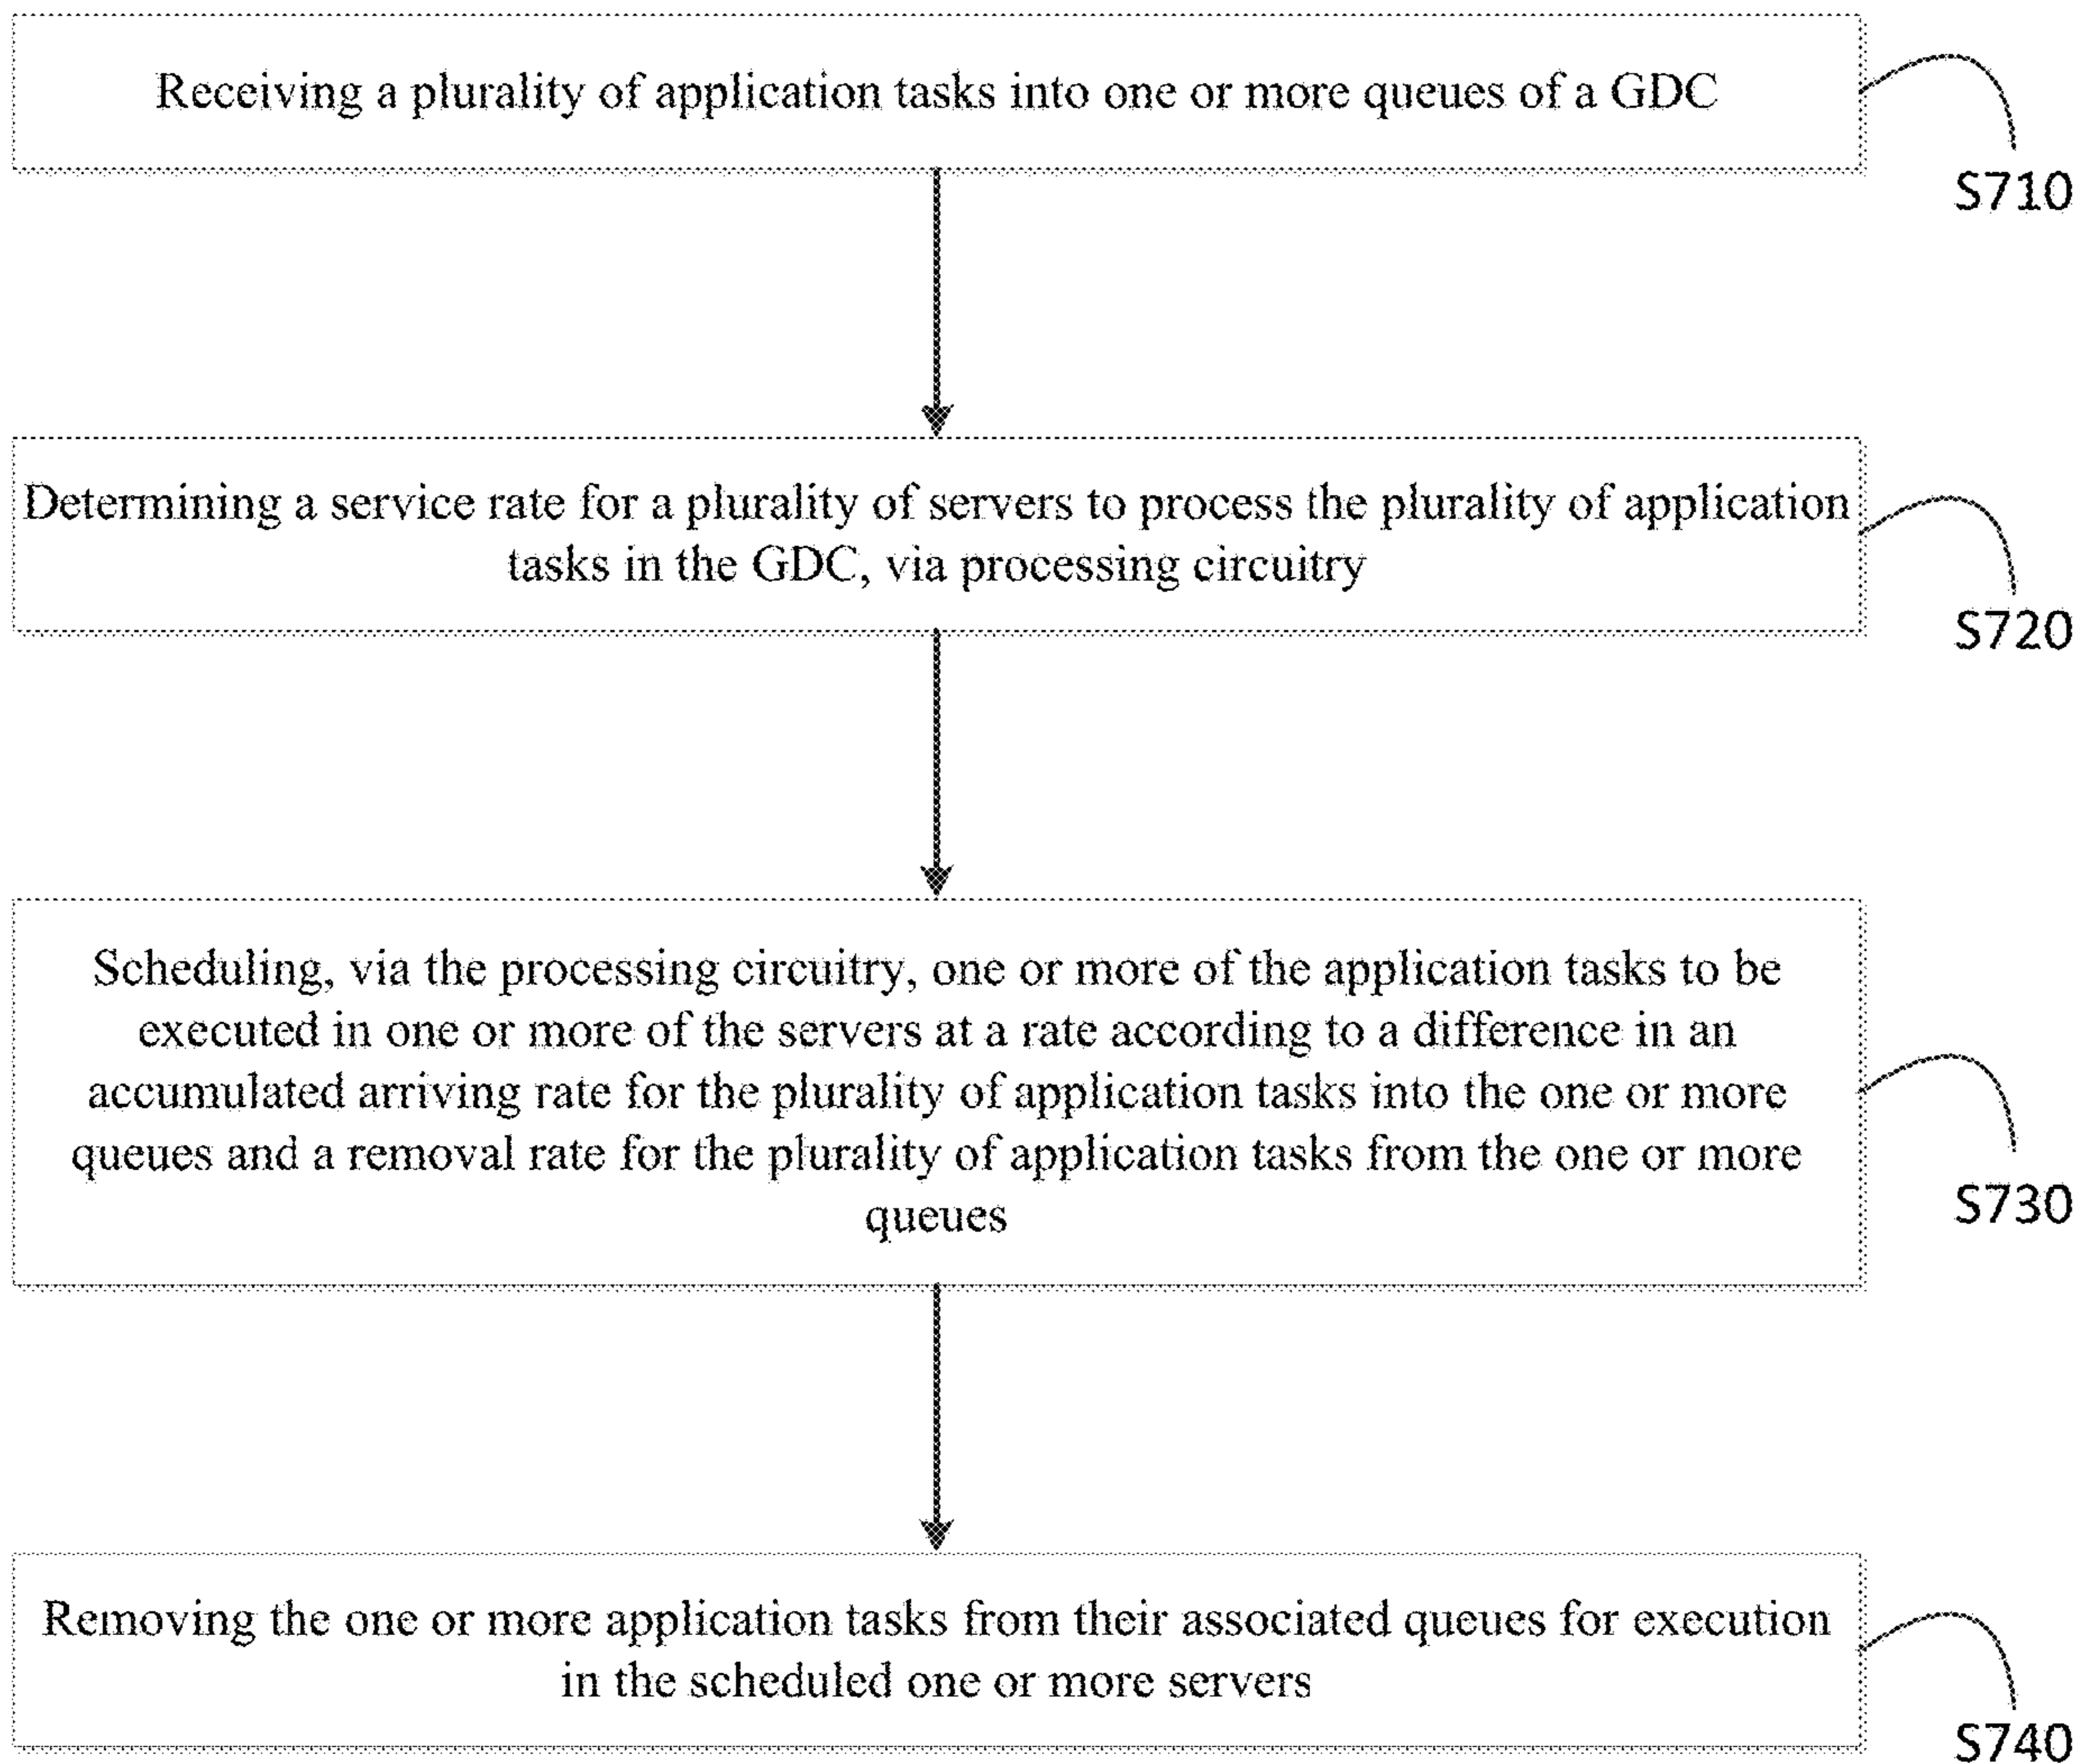 Receiving a plurality of application tasks into one or more queues of a GDC
S710
Determining a service rate for a plurality of servers to process the plurality of application
tasks in the GDC, via processing circuitry
S720
Scheduling, via the processing circuitry, one or more of the application tasks to be
executed in one or more of the servers at a rate according to a difference in an
accumulated arriving rate for the plurality of application tasks into the one or more
queues and a removal rate for the plurality of application tasks from the one or more
queues
S730
Removing the one or more application tasks from their associated queues for execution
in the scheduled one or more servers
S740